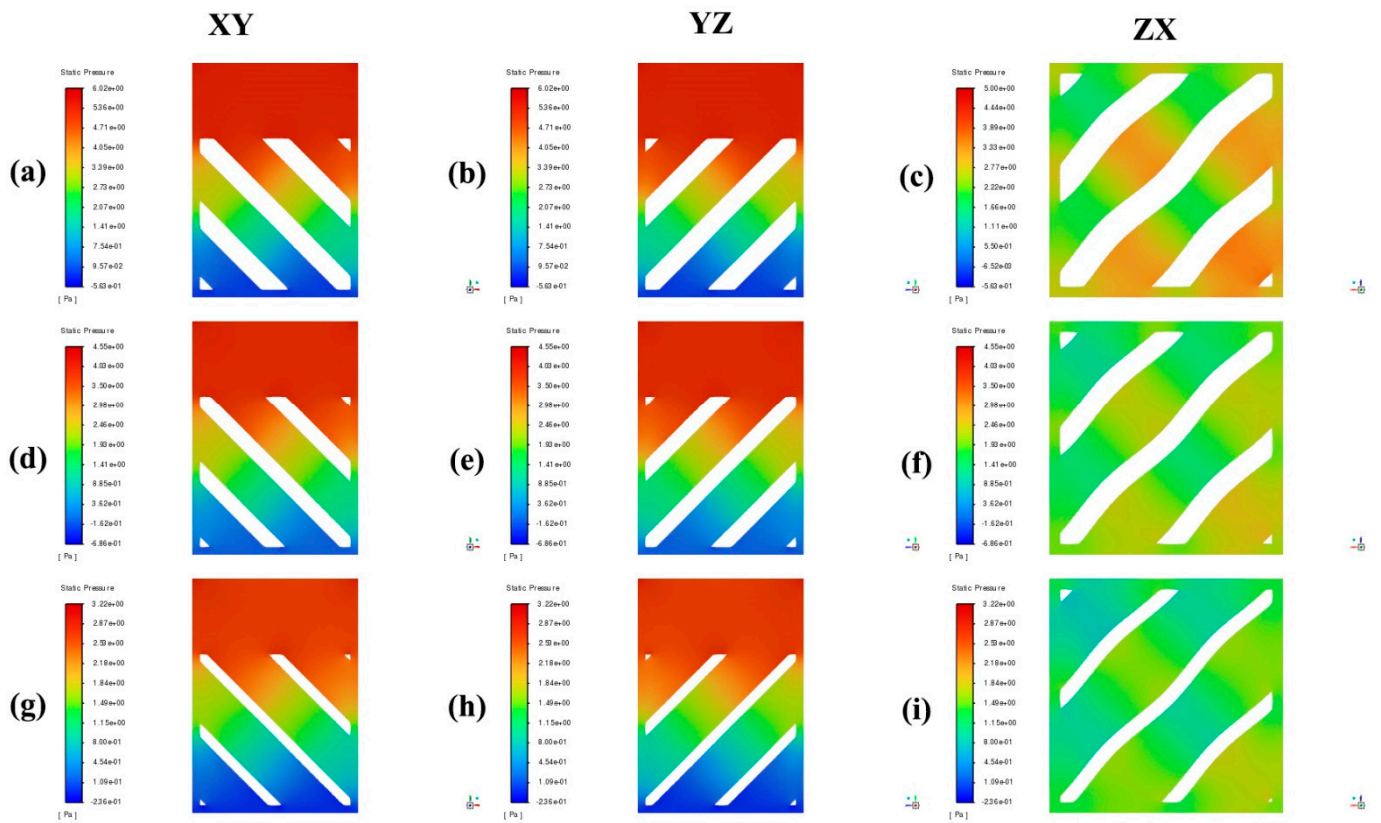 XY
YZ
ZX
(a)
Static Pressure
6.02e+00
5.36e+00
4.71e+00
4.05e+00
3.39e+00
2.73e+00
2.07e+00
1.41e+00
7.54e-01
9.57e-02
-5.63e-01
[ Pa ]
(b)
Static Pressure
6.02e+00
5.36e+00
4.71e+00
4.05e+00
3.39e+00
2.73e+00
2.07e+00
1.41e+00
7.54e-01
9.57e-02
-5.63e-01
[ Pa ]
(c)
Static Pressure
5.00e+00
4.44e+00
3.89e+00
3.33e+00
2.77e+00
2.22e+00
1.11e+00
5.50e-01
-6.52e-03
-5.63e-01
[ Pa ]
(d)
Static Pressure
4.55e+00
4.03e+00
3.50e+00
2.98e+00
2.46e+00
1.93e+00
1.41e+00
8.85e-01
3.62e-01
-1.62e-01
-6.86e-01
[ Pa ]
(e)
Static Pressure
4.55e+00
4.03e+00
3.50e+00
2.98e+00
2.46e+00
1.93e+00
1.41e+00
8.85e-01
3.62e-01
-1.62e-01
-6.86e-01
[ Pa ]
(f)
Static Pressure
4.55e+00
4.03e+00
3.50e+00
2.98e+00
2.46e+00
1.93e+00
1.41e+00
8.85e-01
3.62e-01
-1.62e-01
-6.86e-01
[ Pa ]
(g)
Static Pressure
3.22e+00
2.87e+00
2.53e+00
2.18e+00
1.84e+00
1.49e+00
1.15e+00
8.00e-01
4.54e-01
1.09e-01
-2.36e-01
[ Pa ]
(h)
Static Pressure
3.22e+00
2.87e+00
2.53e+00
2.18e+00
1.84e+00
1.49e+00
1.15e+00
8.00e-01
4.54e-01
1.09e-01
-2.36e-01
[ Pa ]
(i)
Static Pressure
3.22e+00
2.87e+00
2.53e+00
2.18e+00
1.84e+00
1.49e+00
1.15e+00
8.00e-01
4.54e-01
1.09e-01
-2.36e-01
[ Pa ]